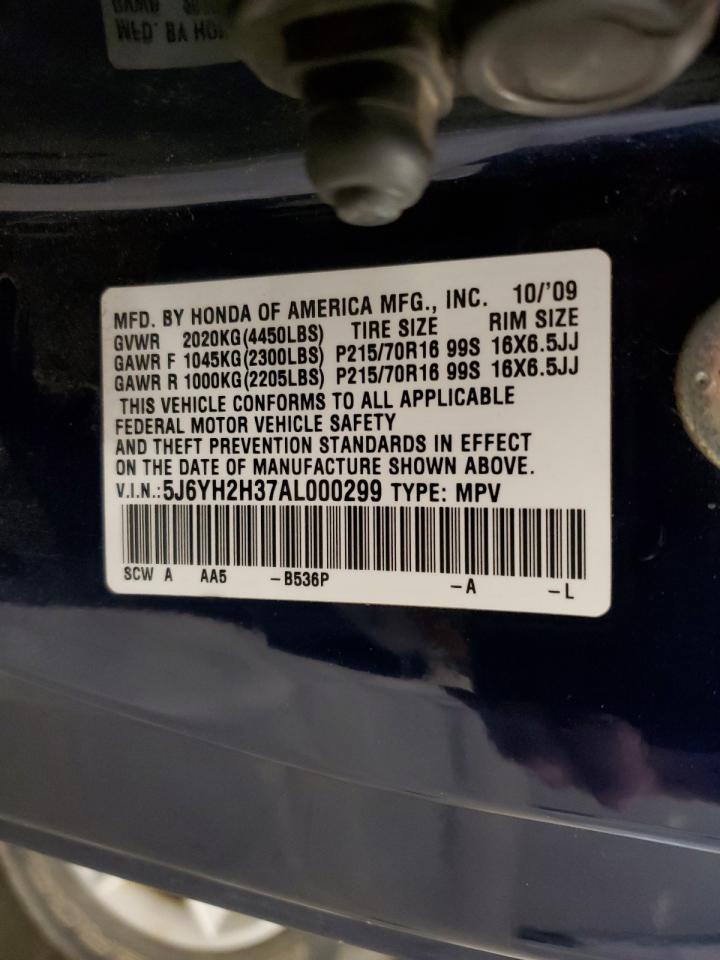 MFD. BY HONDA OF AMERICA MFG., INC. 10/'09
GVWR 2020KG(4450LBS) TIRE SIZE RIM SIZE
GAWR F 1045KG(2300LBS) P215/70R16 99S 16X6.5JJ
GAWR R 1000KG(2205LBS) P215/70R16 99S 16X6.5JJ
THIS VEHICLE CONFORMS TO ALL APPLICABLE
FEDERAL MOTOR VEHICLE SAFETY
AND THEFT PREVENTION STANDARDS IN EFFECT
ON THE DATE OF MANUFACTURE SHOWN ABOVE.
V.I.N.:5J6YH2H37AL000299 TYPE: MPV
SCW A AA5 -B536P -A -L